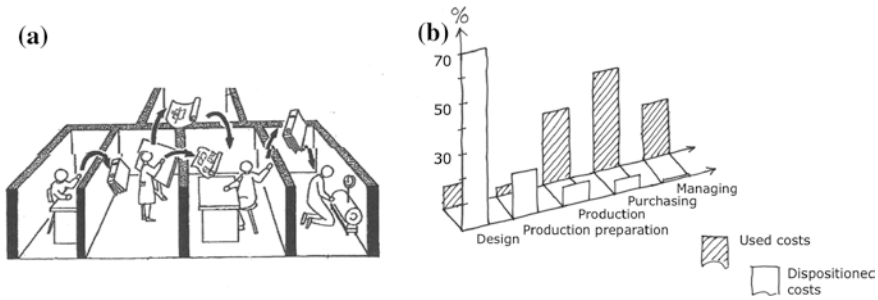 (a)
(b)
%
70
50
30
Design
Production preparation
Production
Purchasing
Managing
Used costs
Dispositionec
costs